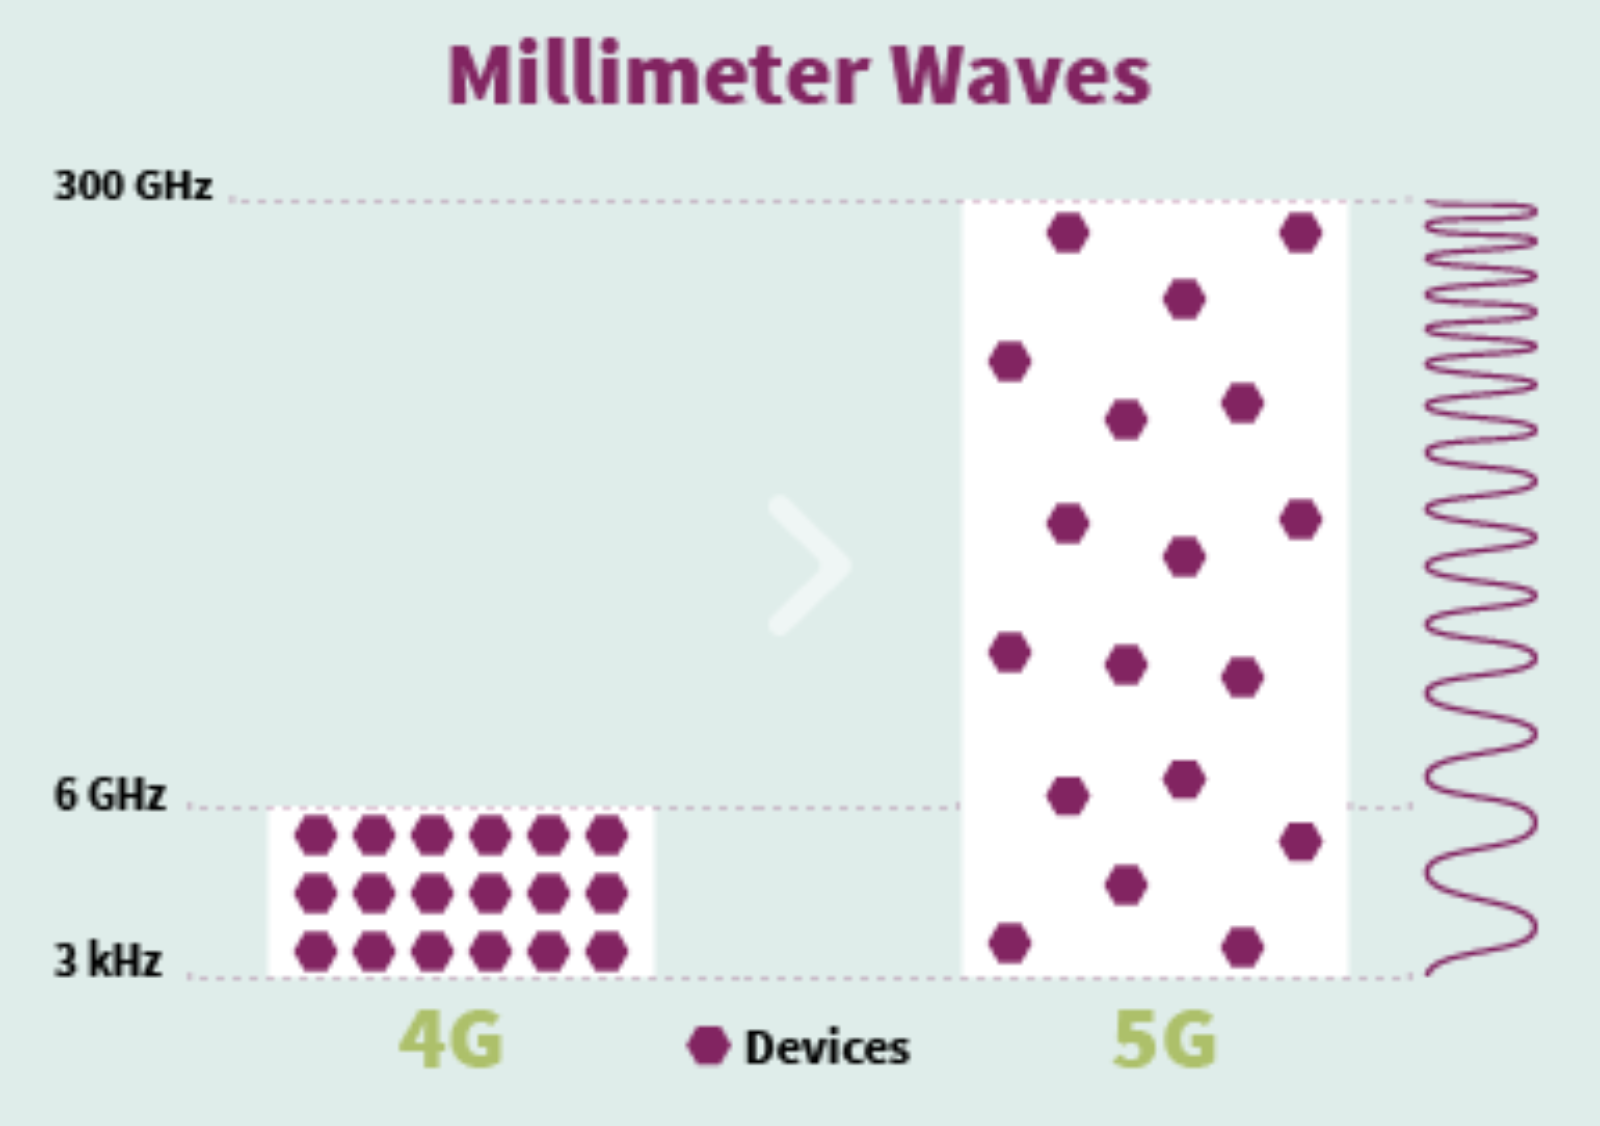 Millimeter Waves
300 GHz
6 GHz
3 kHz
4G
Devices
5G